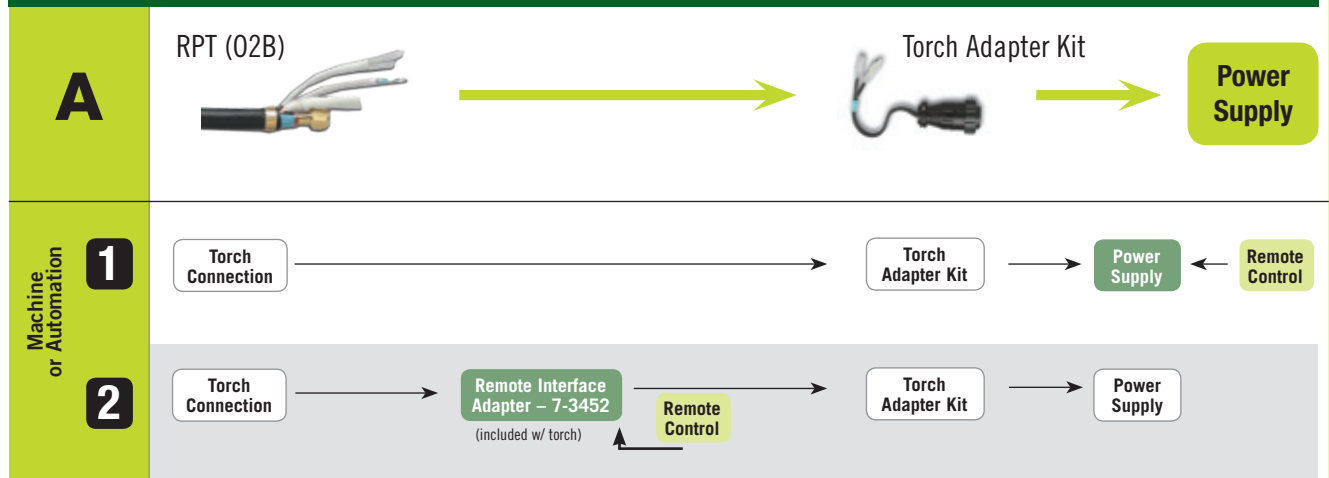 A
RPT (02B)
Torch Adapter Kit
Power
Supply
Machine
or Automation
1
Torch
Connection
Torch
Adapter Kit
Power
Supply
Remote
Control
2
Torch
Connection
Remote Interface
Adapter – 7-3452
(included w/ torch)
Remote
Control
Torch
Adapter Kit
Power
Supply